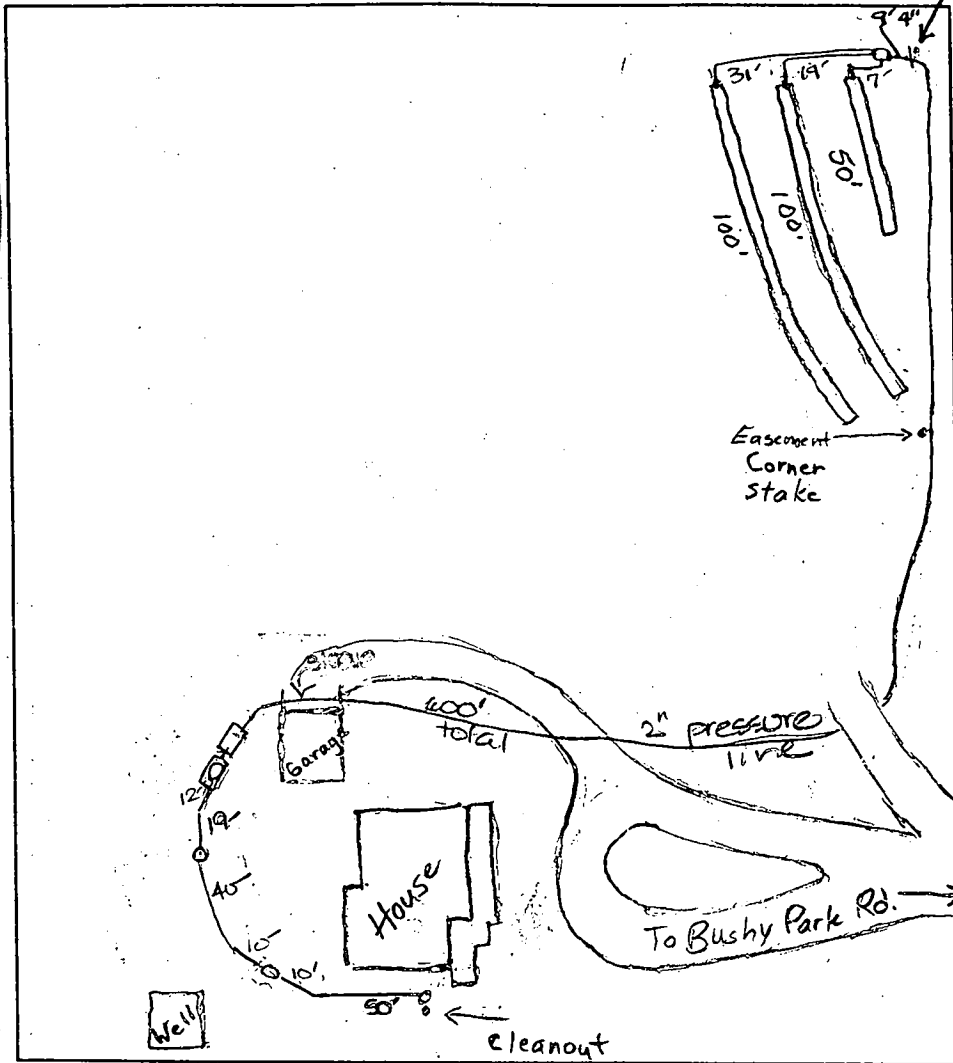 9' 4"
31'
19'
7'
50'
100'
100'
Easement
Corner
Stake
Garage
400'
total
2" pressure
line
12'
19'
40'
10'
10'
50'
House
To Bushy Park Rd.
Well
Cleanout